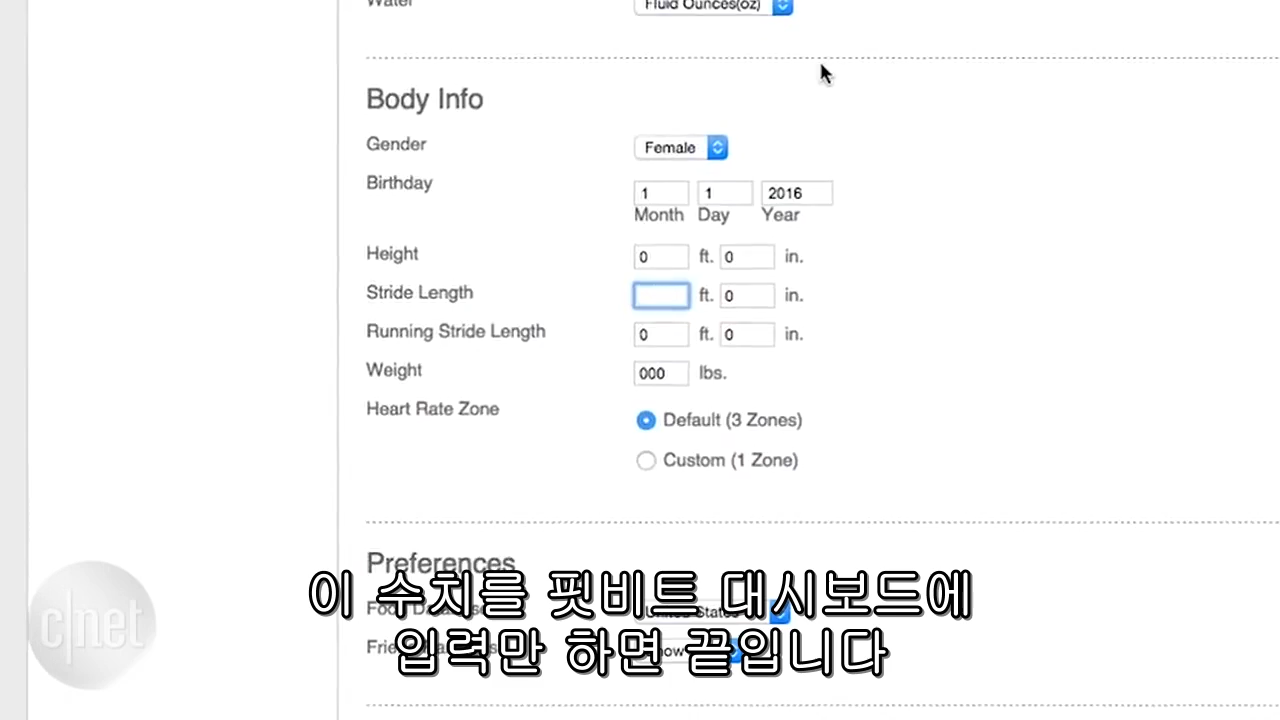 Water Fluid Ounces(oz)
Body Info
Gender Female
Birthday 1 1 2016
Month Day Year
Height 0 ft. 0 in.
Stride Length ft. 0 in.
Running Stride Length 0 ft. 0 in.
Weight 000 lbs.
Heart Rate Zone Default (3 Zones)
Custom (1 Zone)
Preferences
이 수치를 핏비트 대시보드에
United States
입력만 하면 끝입니다
c|net